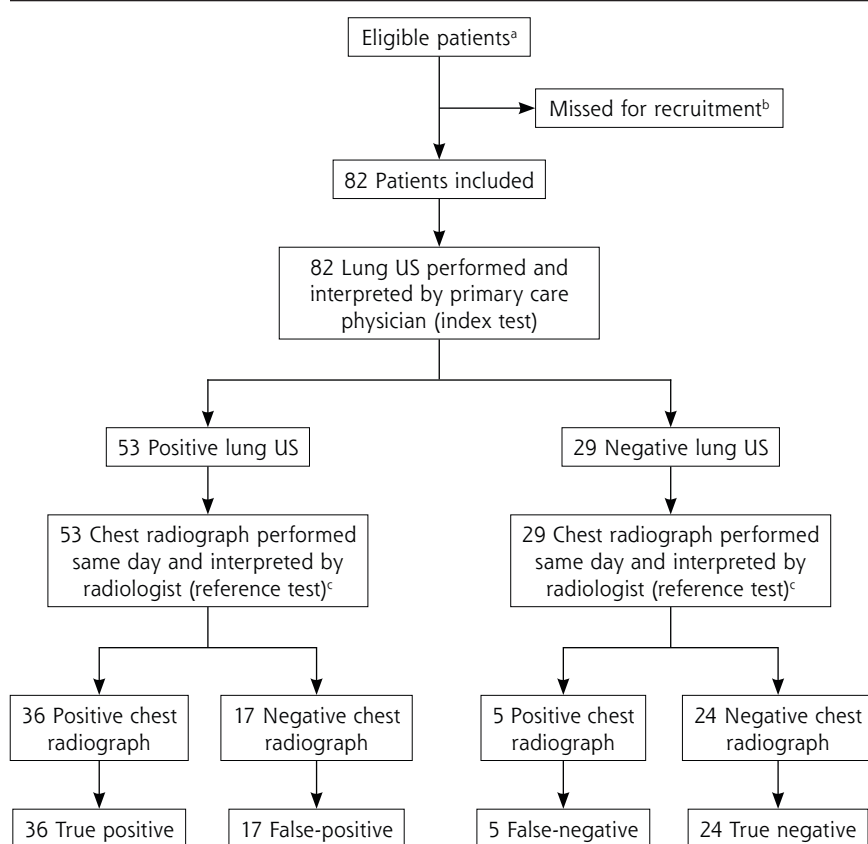 Eligible patientsᵃ
Missed for recruitmentᵇ
82 Patients included
82 Lung US performed and
interpreted by primary care
physician (index test)
53 Positive lung US
29 Negative lung US
53 Chest radiograph performed
same day and interpreted by
radiologist (reference test)ᶜ
29 Chest radiograph performed
same day and interpreted by
radiologist (reference test)ᶜ
36 Positive chest
radiograph
17 Negative chest
radiograph
5 Positive chest
radiograph
24 Negative chest
radiograph
36 True positive
17 False-positive
5 False-negative
24 True negative